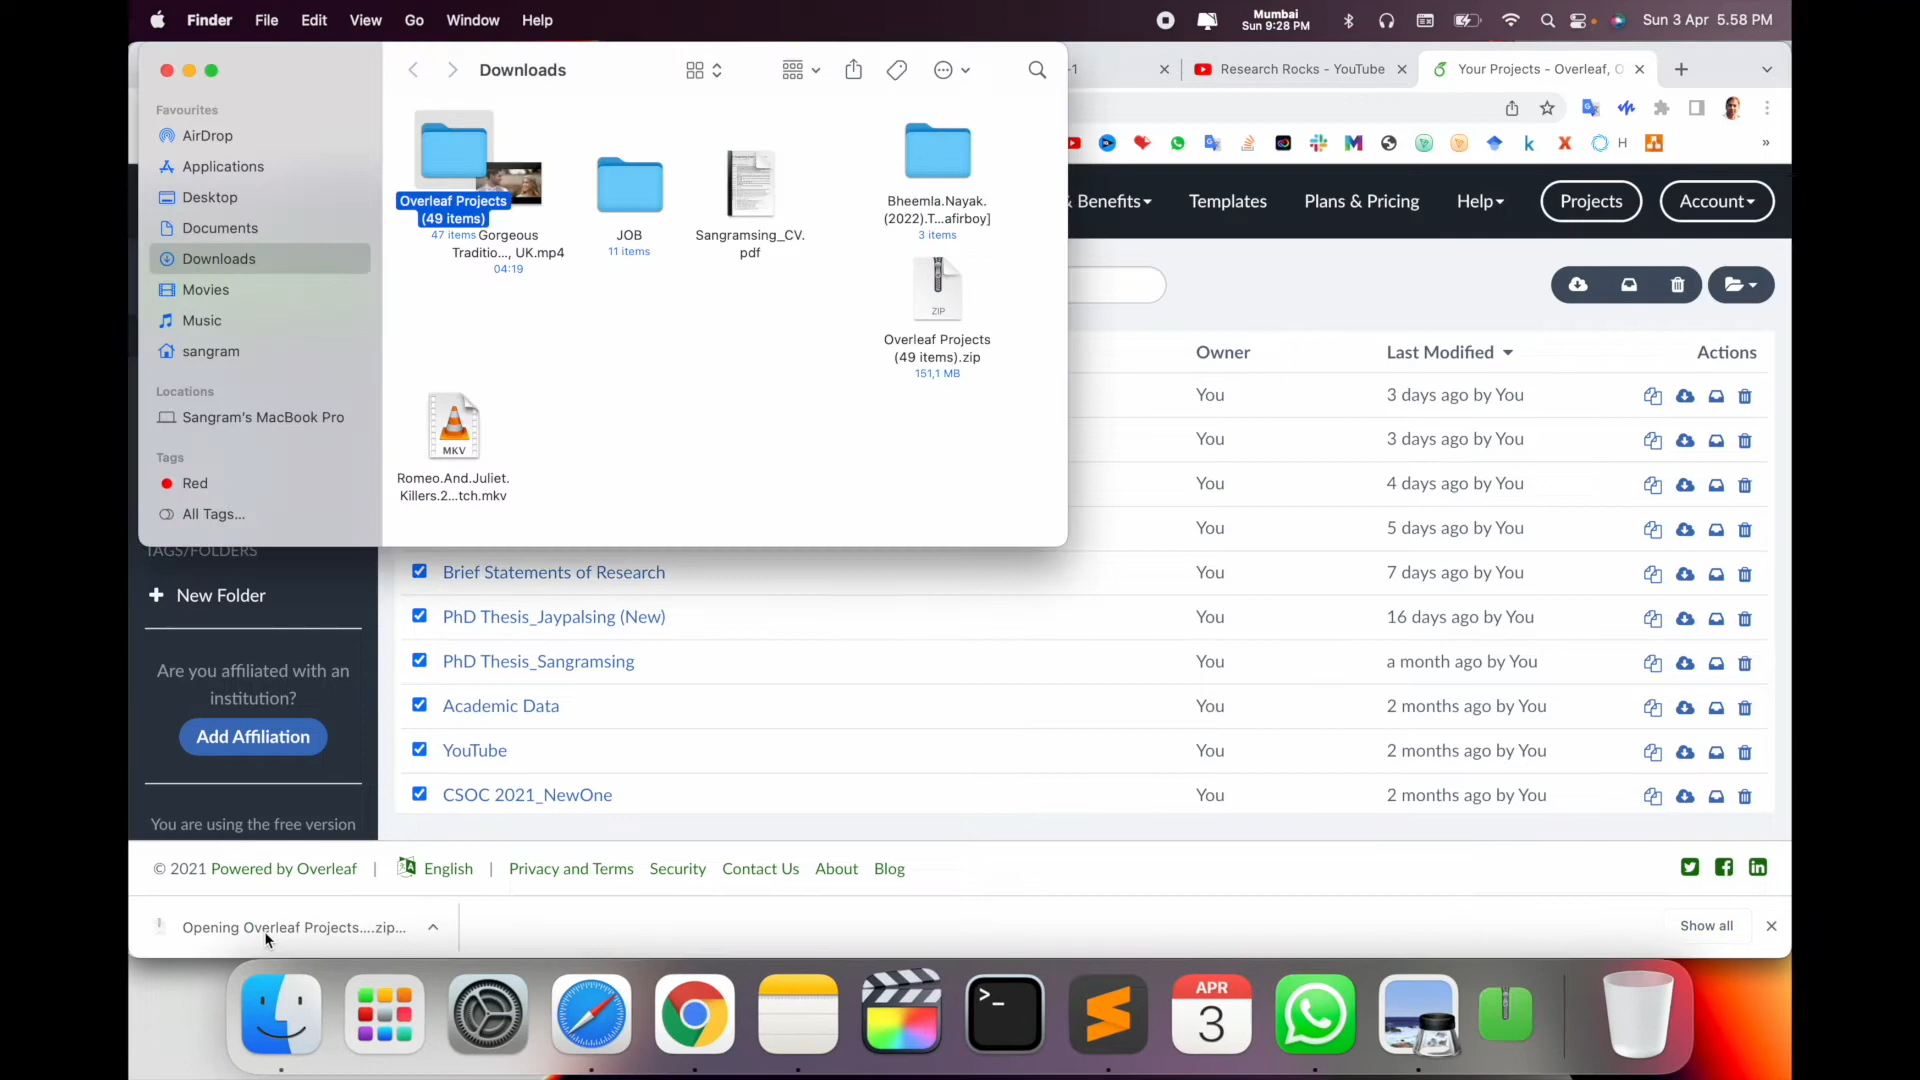 Finder File Edit View Go Window Help
Mumbai
Sun 9:28 PM
Sun 3 Apr 5.58 PM
Downloads
Favourites
AirDrop
Applications
Desktop
Documents
Downloads
Movies
Music
sangram
Locations
Sangram's MacBook Pro
Tags
Red
All Tags...
Overleaf Projects
(49 items)
47 items
Gorgeous
Traditio..., UK.mp4
04:19
JOB
11 items
Sangramsing_CV.
pdf
Bheemla.Nayak.
(2022).T...afirboy]
3 items
ZIP
Overleaf Projects
(49 items).zip
151,1 MB
MKV
Romeo.And.Juliet.
Killers.2...tch.mkv
-1
Research Rocks - YouTube
Your Projects - Overleaf, O
H
& Benefits Templates Plans & Pricing Help Projects Account
Owner Last Modified Actions
You 3 days ago by You
You 3 days ago by You
You 4 days ago by You
You 5 days ago by You
Brief Statements of Research You 7 days ago by You
PhD Thesis_Jaypalsing (New) You 16 days ago by You
PhD Thesis_Sangramsing You a month ago by You
Academic Data You 2 months ago by You
YouTube You 2 months ago by You
CSOC 2021_NewOne You 2 months ago by You
TAGS/FOLDERS
New Folder
Are you affiliated with an
institution?
Add Affiliation
You are using the free version
© 2021 Powered by Overleaf | English | Privacy and Terms Security Contact Us About Blog
Opening Overleaf Projects....zip...
Show all
APR
3